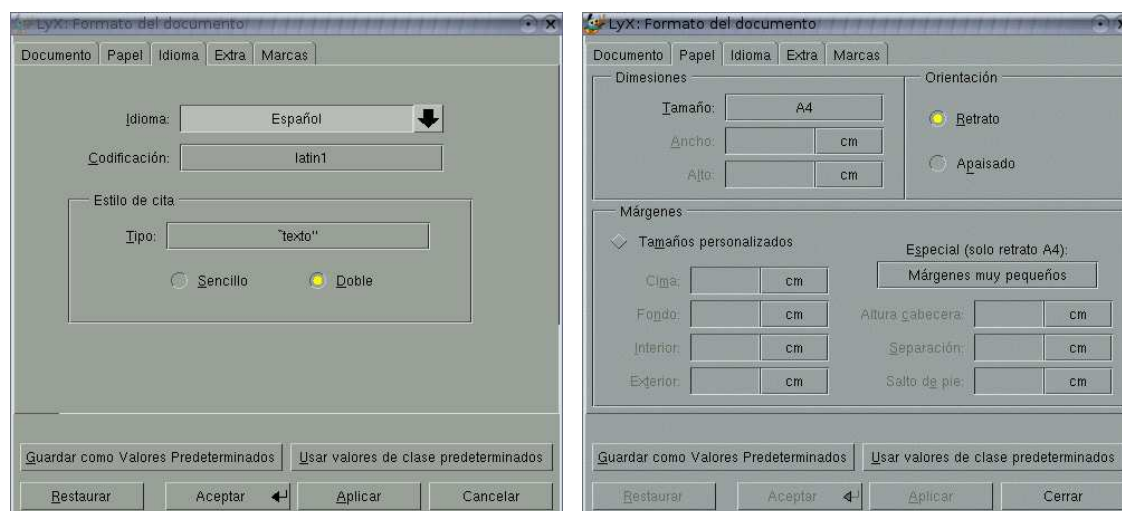 LyX: Formato del documento
Documento Papel Idioma Extra Marcas
Idioma: Español
Codificación: latin1
Estilo de cita
Tipo: ``texto''
Sencillo Doble
Guardar como Valores Predeterminados Usar valores de clase predeterminados
Restaurar Aceptar Aplicar Cancelar
LyX: Formato del documento
Documento Papel Idioma Extra Marcas
Dimesiones
Tamaño: A4
Ancho: cm
Alto: cm
Orientación
Retrato
Apaisado
Márgenes
Tamaños personalizados
Cima: cm
Fondo: cm
Interior: cm
Exterior: cm
Especial (solo retrato A4):
Márgenes muy pequeños
Altura cabecera: cm
Separación: cm
Salto de pie: cm
Guardar como Valores Predeterminados Usar valores de clase predeterminados
Restaurar Aceptar Aplicar Cerrar